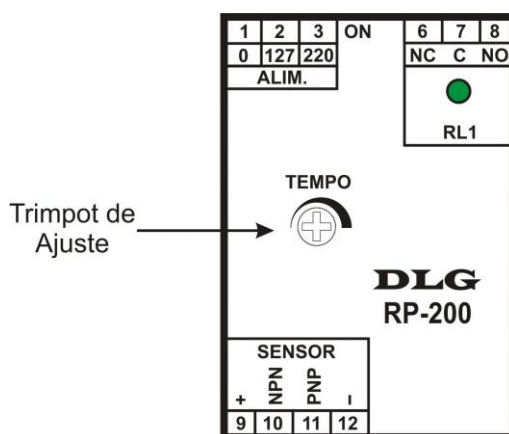 1 2 3 ON 6 7 8
0 127 220 NC C NO
ALIM.
RL1
TEMPO
Trimpot de
Ajuste
DLG
RP-200
SENSOR
+ NPN PNP –
9 10 11 12